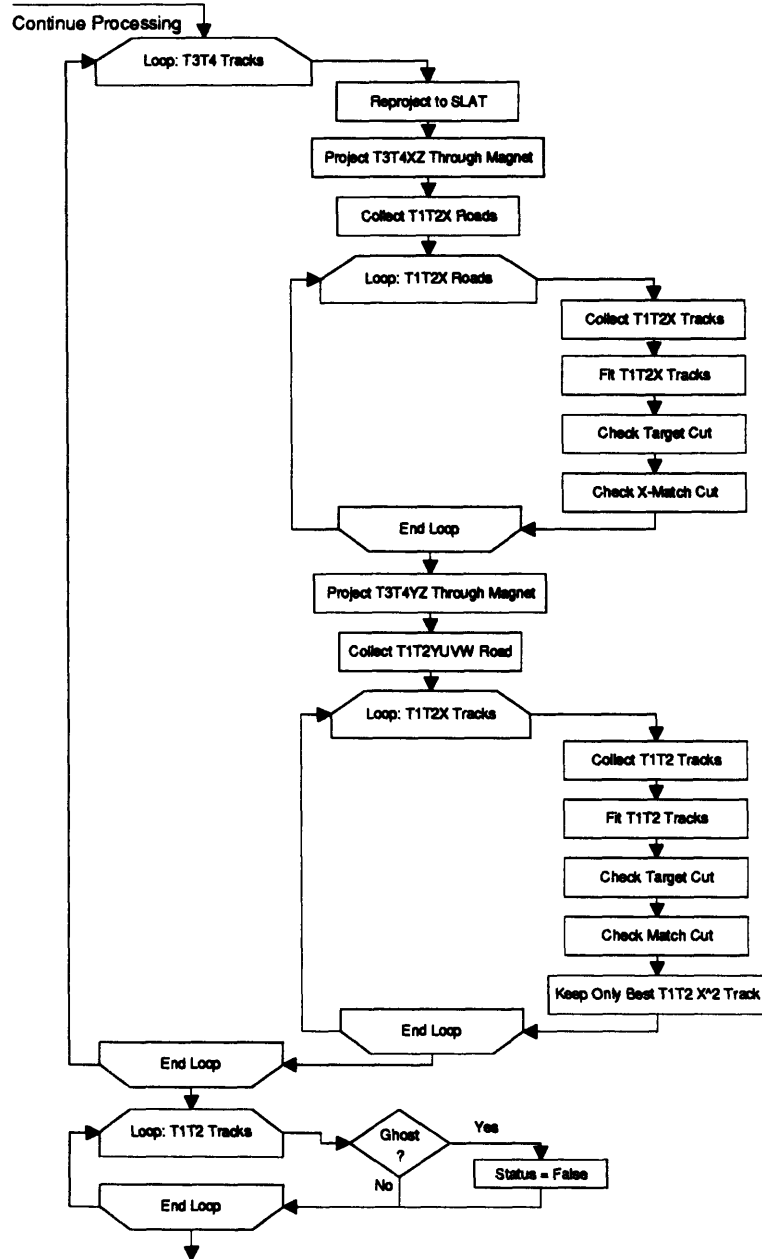 Continue Processing
Loop: T3T4 Tracks
Reproject to SLAT
Project T3T4XZ Through Magnet
Collect T1T2X Roads
Loop: T1T2X Roads
Collect T1T2X Tracks
Fit T1T2X Tracks
Check Target Cut
Check X-Match Cut
End Loop
Project T3T4YZ Through Magnet
Collect T1T2YUVW Road
Loop: T1T2X Tracks
Collect T1T2 Tracks
Fit T1T2 Tracks
Check Target Cut
Check Match Cut
Keep Only Best T1T2 X^2 Track
End Loop
End Loop
Loop: T1T2 Tracks
Ghost
?
Yes
No
Status = False
End Loop